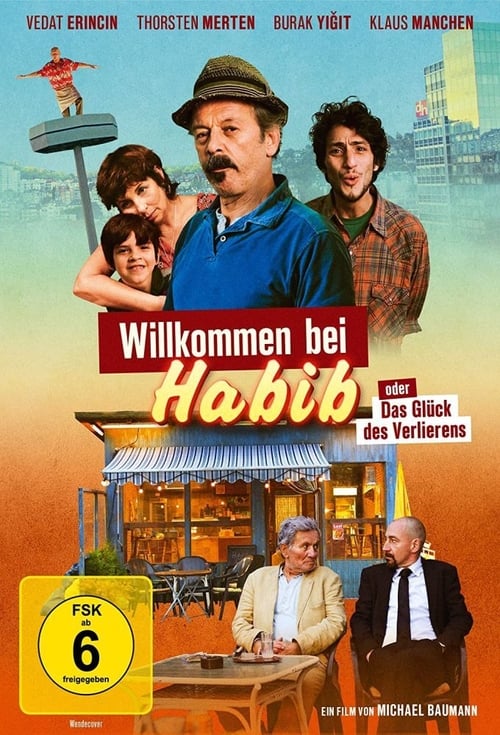 VEDAT ERINCIN THORSTEN MERTEN BURAK YIĞIT KLAUS MANCHEN
Willkommen bei
Habib
oder
Das Glück
des Verlierens
FSK
ab
6
freigegeben
Wendecover
EIN FILM VON MICHAEL BAUMANN